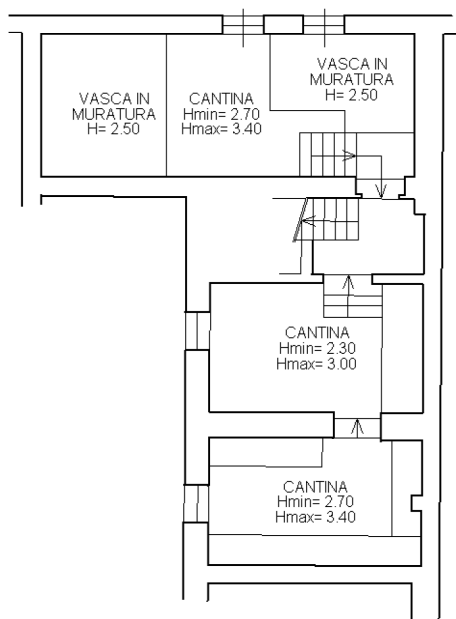 VASCA IN
MURATURA
H= 2.50
CANTINA
Hmin= 2.70
Hmax= 3.40
VASCA IN
MURATURA
H= 2.50
CANTINA
Hmin= 2.30
Hmax= 3.00
CANTINA
Hmin= 2.70
Hmax= 3.40